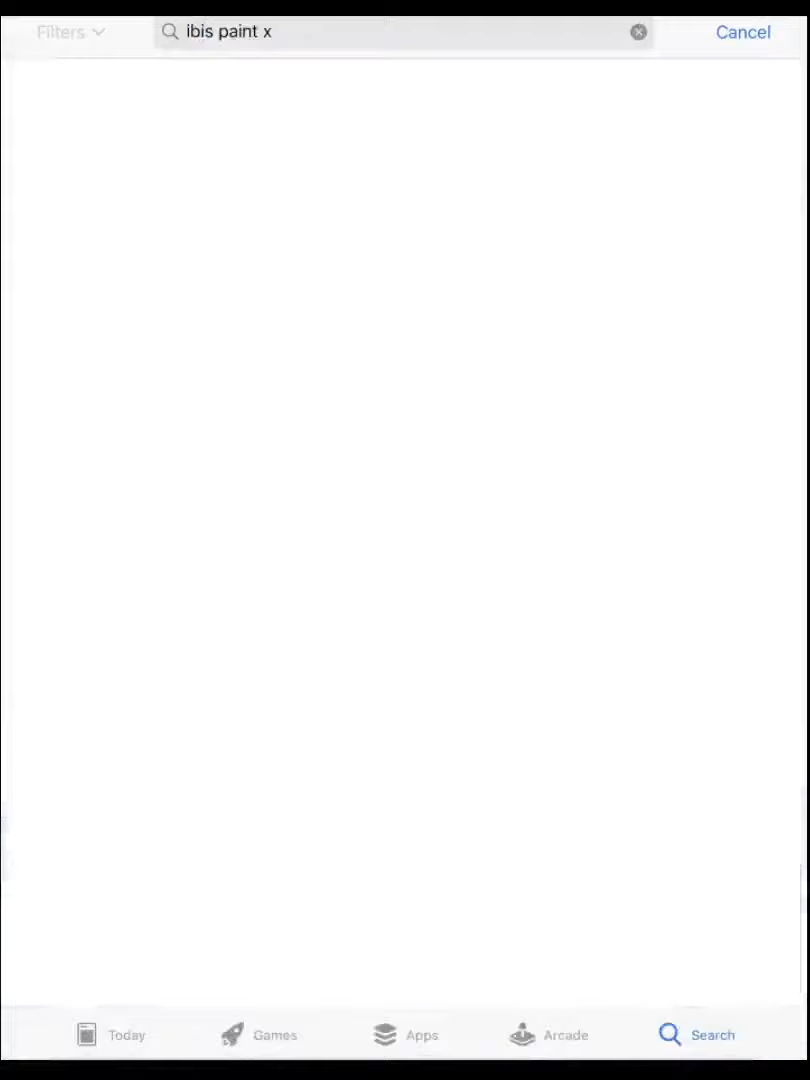 Filters
ibis paint x
Cancel
Today
Games
Apps
Arcade
Search